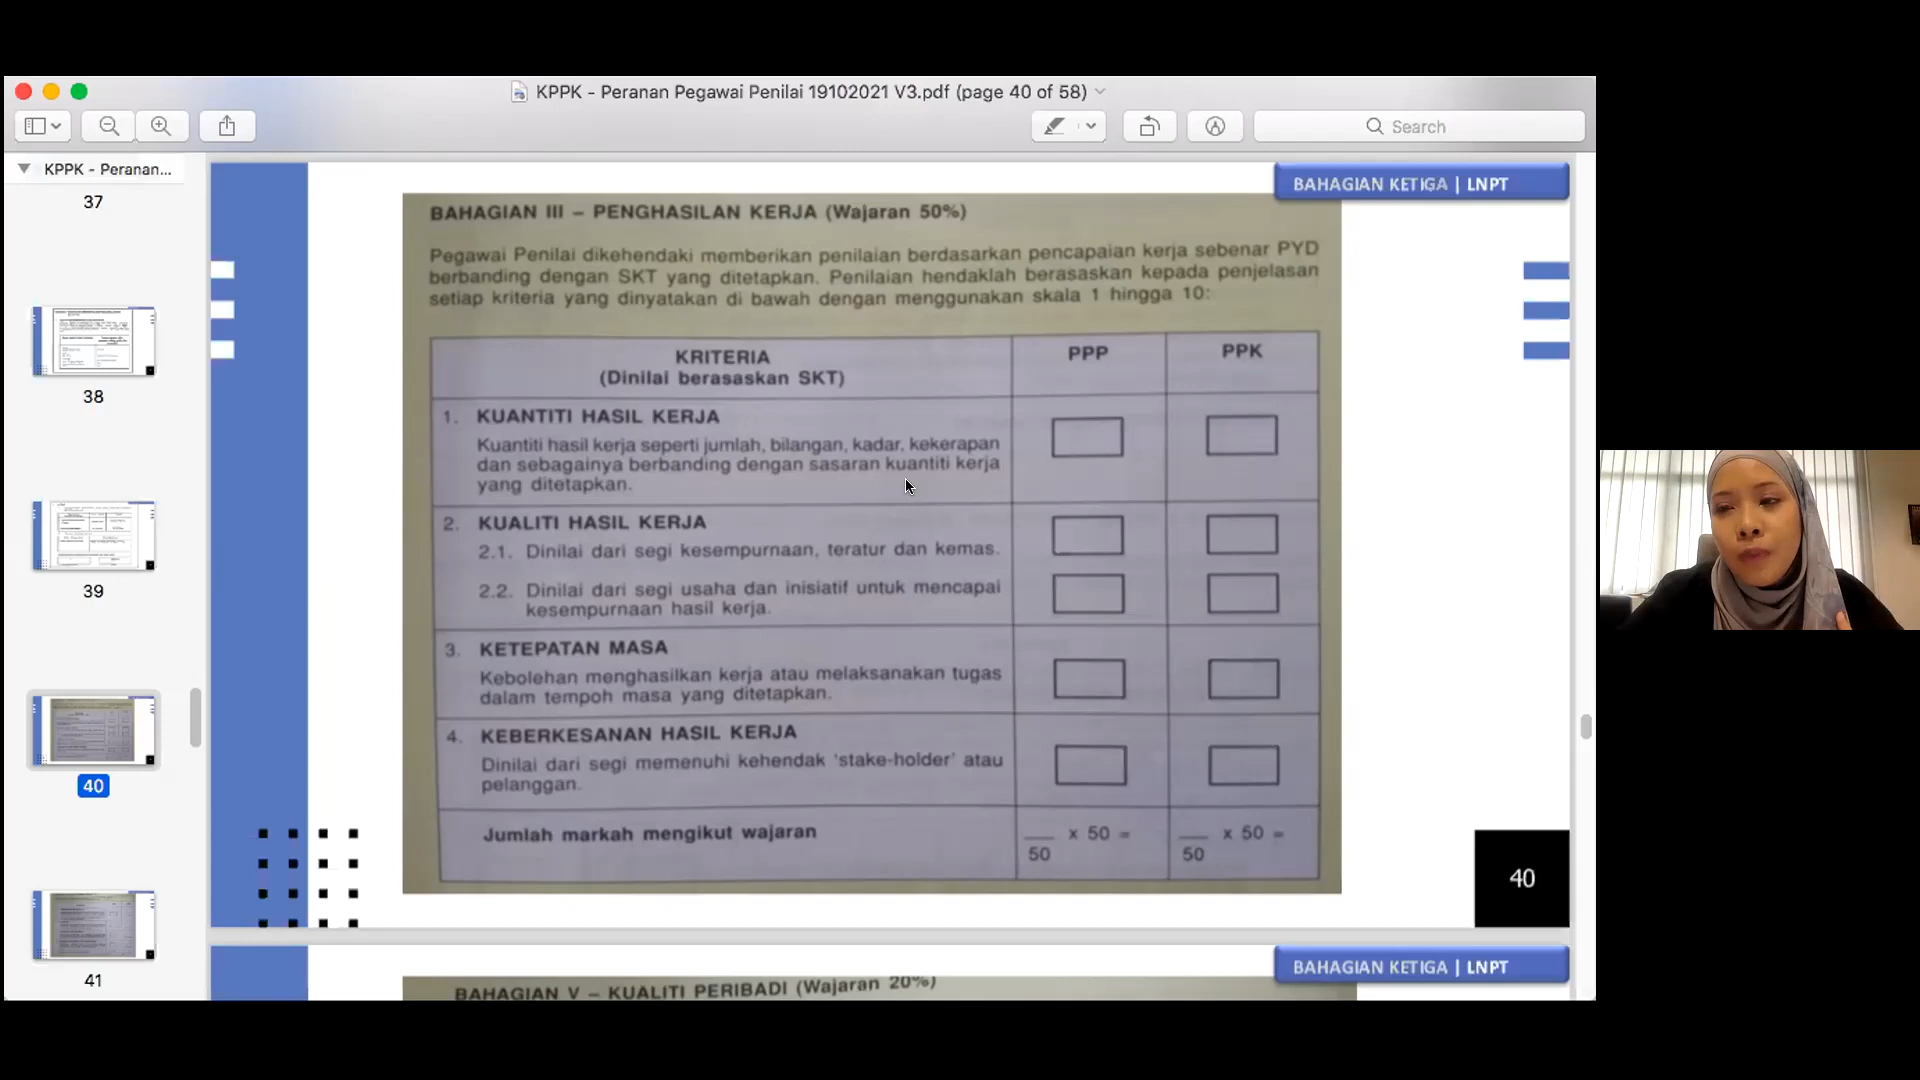 KPPK - Peranan Pegawai Penilai 19102021 V3.pdf (page 40 of 58)
Search
KPPK - Peranan...
37
38
39
40
41
BAHAGIAN KETIGA | LNPT
BAHAGIAN III – PENGHASILAN KERJA (Wajaran 50%)
Pegawai Penilai dikehendaki memberikan penilaian berdasarkan pencapaian kerja sebenar PYD
berbanding dengan SKT yang ditetapkan. Penilaian hendaklah berasaskan kepada penjelasan
setiap kriteria yang dinyatakan di bawah dengan menggunakan skala 1 hingga 10:
KRITERIA
(Dinilai berasaskan SKT)
PPP
PPK
1. KUANTITI HASIL KERJA
Kuantiti hasil kerja seperti jumlah, bilangan, kadar, kekerapan
dan sebagainya berbanding dengan sasaran kuantiti kerja
yang ditetapkan.
2. KUALITI HASIL KERJA
2.1. Dinilai dari segi kesempurnaan, teratur dan kemas.
2.2. Dinilai dari segi usaha dan inisiatif untuk mencapai
kesempurnaan hasil kerja.
3. KETEPATAN MASA
Kebolehan menghasilkan kerja atau melaksanakan tugas
dalam tempoh masa yang ditetapkan.
4. KEBERKESANAN HASIL KERJA
Dinilai dari segi memenuhi kehendak 'stake-holder' atau
pelanggan.
Jumlah markah mengikut wajaran
___ x 50 =
50
___ x 50 =
50
40
BAHAGIAN KETIGA | LNPT
BAHAGIAN V – KUALITI PERIBADI (Wajaran 20%)